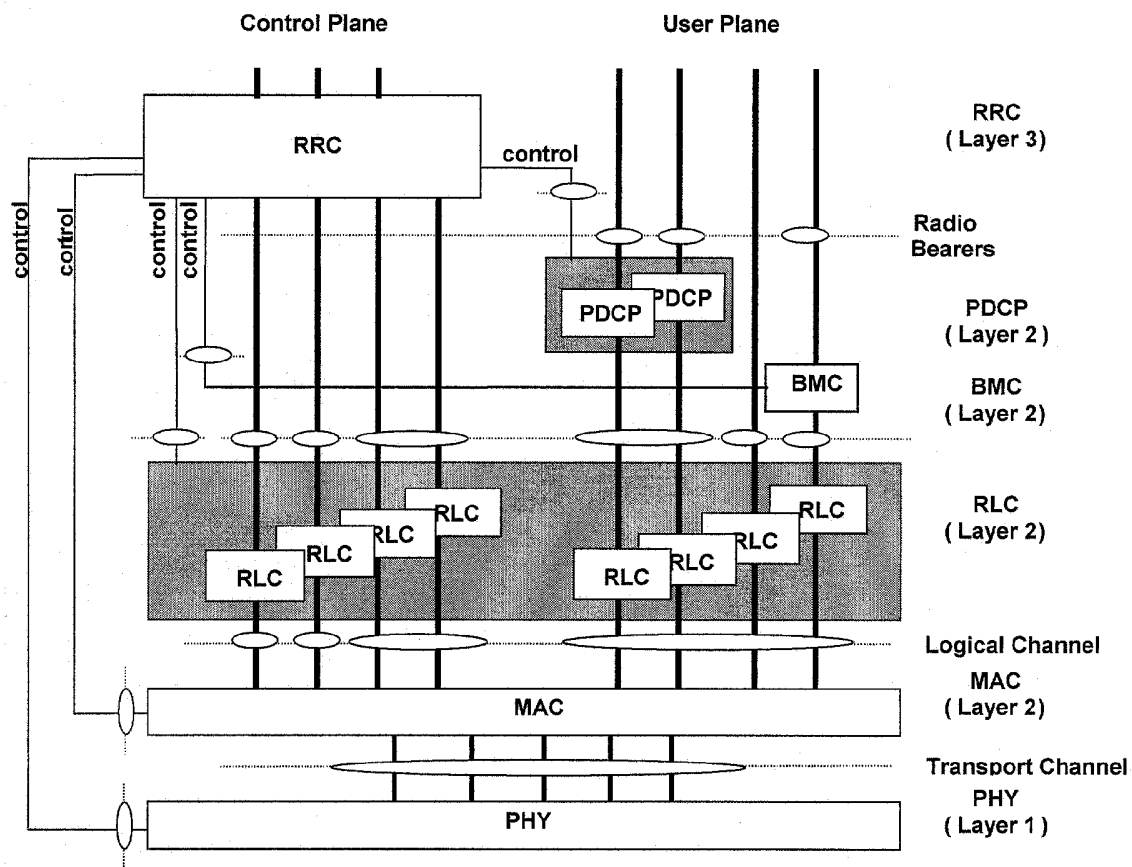 Control Plane
User Plane
RRC
RRC
( Layer 3)
control
control
control
control
control
Radio
Bearers
PDCP
PDCP
PDCP
( Layer 2)
BMC
BMC
( Layer 2)
RLC
RLC
RLC
RLC
RLC
RLC
RLC
RLC
RLC
( Layer 2)
Logical Channel
MAC
MAC
( Layer 2)
Transport Channel
PHY
PHY
( Layer 1 )